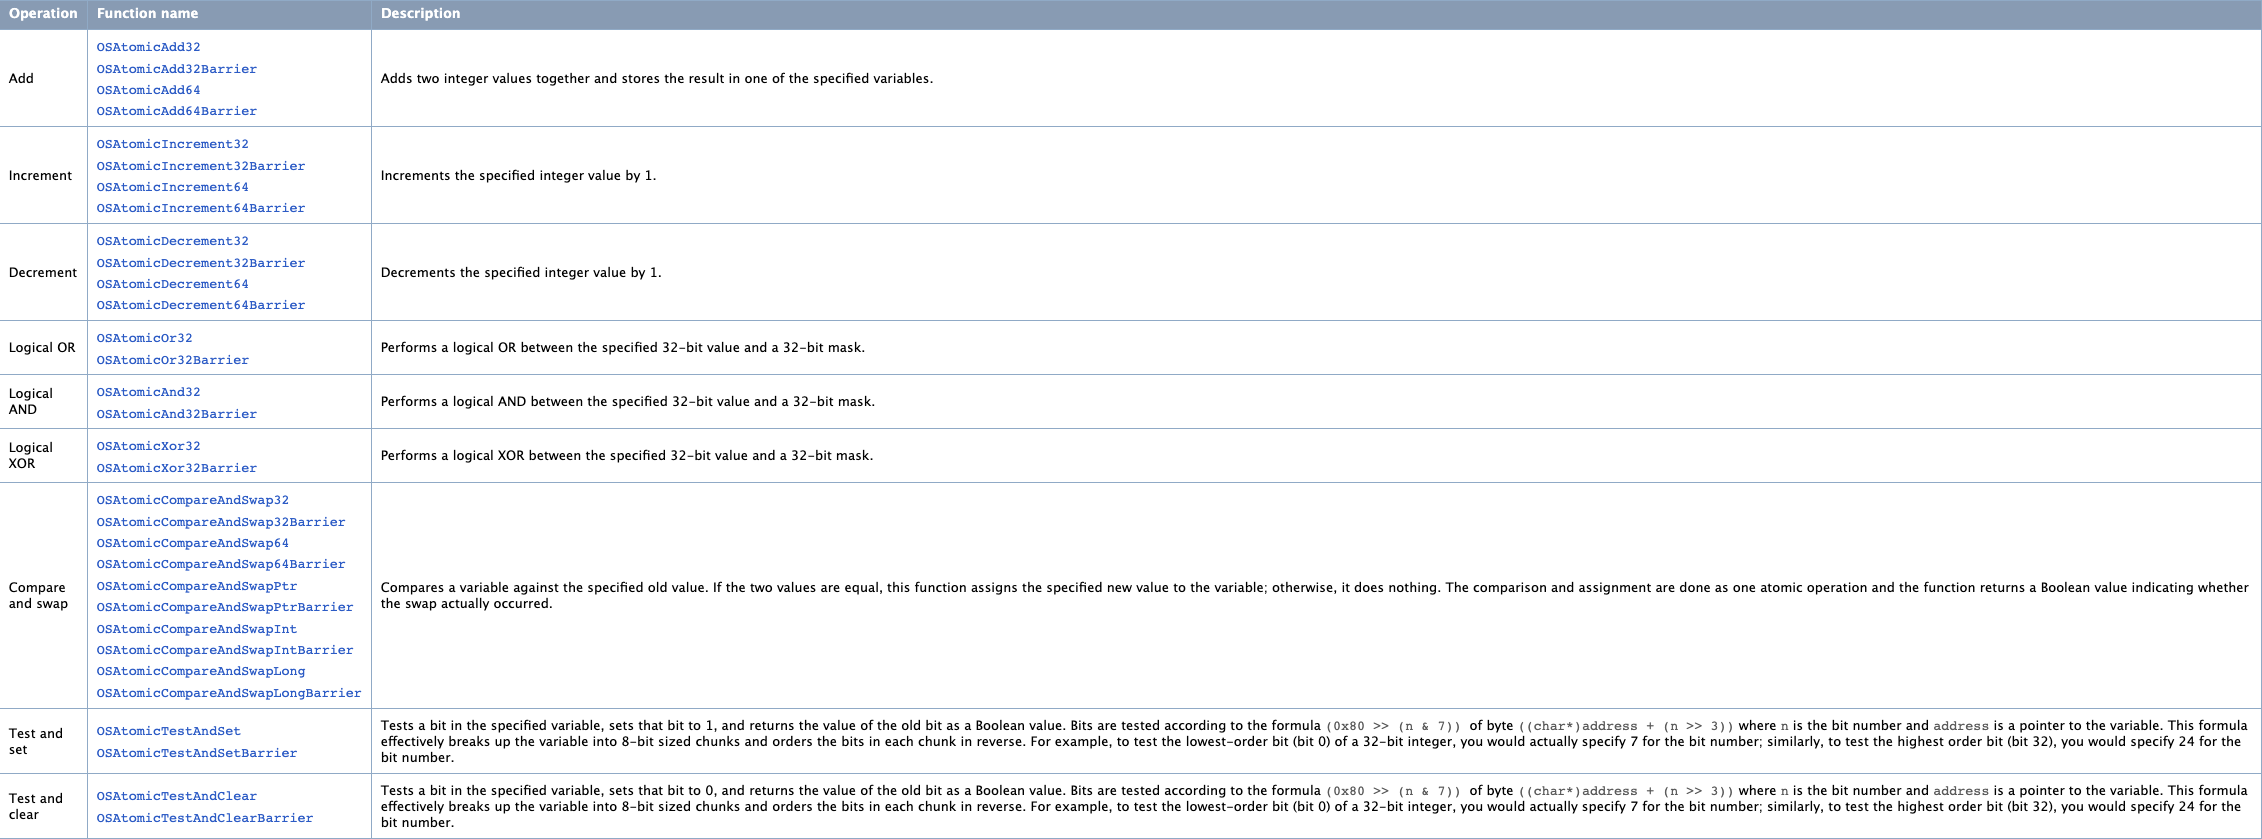 Operation Function name Description
Add
OSAtomicAdd32
OSAtomicAdd32Barrier
OSAtomicAdd64
OSAtomicAdd64Barrier
Adds two integer values together and stores the result in one of the specified variables.
Increment
OSAtomicIncrement32
OSAtomicIncrement32Barrier
OSAtomicIncrement64
OSAtomicIncrement64Barrier
Increments the specified integer value by 1.
Decrement
OSAtomicDecrement32
OSAtomicDecrement32Barrier
OSAtomicDecrement64
OSAtomicDecrement64Barrier
Decrements the specified integer value by 1.
Logical OR
OSAtomicOr32
OSAtomicOr32Barrier
Performs a logical OR between the specified 32-bit value and a 32-bit mask.
Logical
AND
OSAtomicAnd32
OSAtomicAnd32Barrier
Performs a logical AND between the specified 32-bit value and a 32-bit mask.
Logical
XOR
OSAtomicXor32
OSAtomicXor32Barrier
Performs a logical XOR between the specified 32-bit value and a 32-bit mask.
Compare
and swap
OSAtomicCompareAndSwap32
OSAtomicCompareAndSwap32Barrier
OSAtomicCompareAndSwap64
OSAtomicCompareAndSwap64Barrier
OSAtomicCompareAndSwapPtr
OSAtomicCompareAndSwapPtrBarrier
OSAtomicCompareAndSwapInt
OSAtomicCompareAndSwapIntBarrier
OSAtomicCompareAndSwapLong
OSAtomicCompareAndSwapLongBarrier
Compares a variable against the specified old value. If the two values are equal, this function assigns the specified new value to the variable; otherwise, it does nothing. The comparison and assignment are done as one atomic operation and the function returns a Boolean value indicating whether
the swap actually occurred.
Test and
set
OSAtomicTestAndSet
OSAtomicTestAndSetBarrier
Tests a bit in the specified variable, sets that bit to 1, and returns the value of the old bit as a Boolean value. Bits are tested according to the formula (0x80 >> (n & 7)) of byte ((char*)address + (n >> 3)) where n is the bit number and address is a pointer to the variable. This formula
effectively breaks up the variable into 8-bit sized chunks and orders the bits in each chunk in reverse. For example, to test the lowest-order bit (bit 0) of a 32-bit integer, you would actually specify 7 for the bit number; similarly, to test the highest order bit (bit 32), you would specify 24 for the
bit number.
Test and
clear
OSAtomicTestAndClear
OSAtomicTestAndClearBarrier
Tests a bit in the specified variable, sets that bit to 0, and returns the value of the old bit as a Boolean value. Bits are tested according to the formula (0x80 >> (n & 7)) of byte ((char*)address + (n >> 3)) where n is the bit number and address is a pointer to the variable. This formula
effectively breaks up the variable into 8-bit sized chunks and orders the bits in each chunk in reverse. For example, to test the lowest-order bit (bit 0) of a 32-bit integer, you would actually specify 7 for the bit number; similarly, to test the highest order bit (bit 32), you would specify 24 for the
bit number.